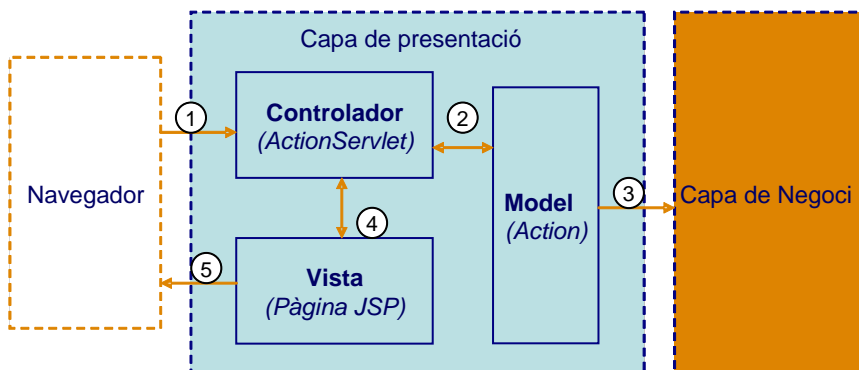 Capa de presentació
Navegador
1
Controlador
(ActionServlet)
2
Model
(Action)
3
Capa de Negoci
4
Vista
(Pàgina JSP)
5